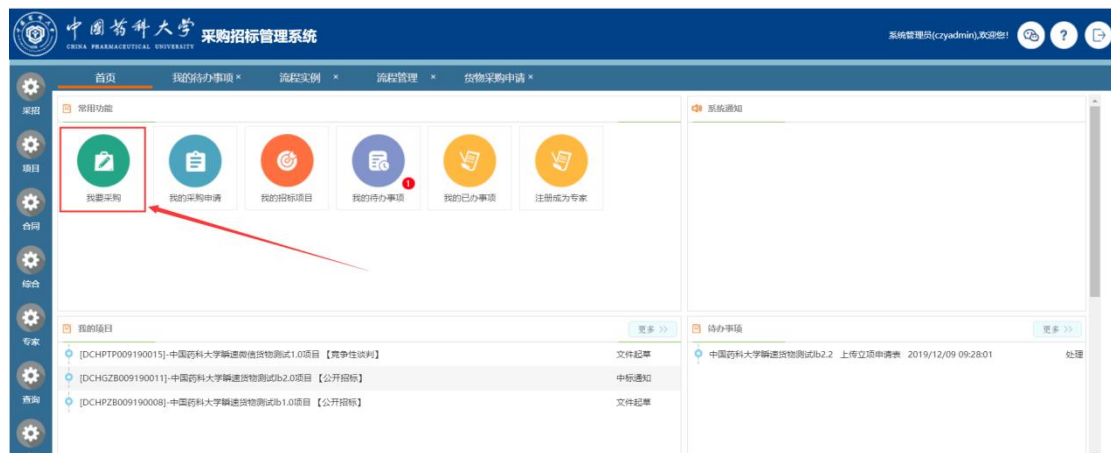 中国药科大学 采购招标管理系统
CHINA PHARMACEUTICAL UNIVERSITY
系统管理员(czyadmin),欢迎您!
?
首页 我的待办事项 × 流程实例 × 流程管理 × 货物采购申请 ×
采招
项目
合同
综合
专家
查询
常用功能
我要采购 我的采购申请 我的招标项目 我的待办事项 我的已办事项 注册成为专家
1
系统通知
我的项目 更多 >>
[DCHPTP009190015]-中国药科大学瞬速微信货物测试1.0项目 【竞争性谈判】 文件起草
[DCHGZB009190011]-中国药科大学瞬速货物测试lb2.0项目 【公开招标】 中标通知
[DCHPZB009190008]-中国药科大学瞬速货物测试lb1.0项目 【公开招标】 文件起草
待办事项 更多 >>
中国药科大学瞬速货物测试lb2.2 上传立项申请表 2019/12/09 09:28:01 处理